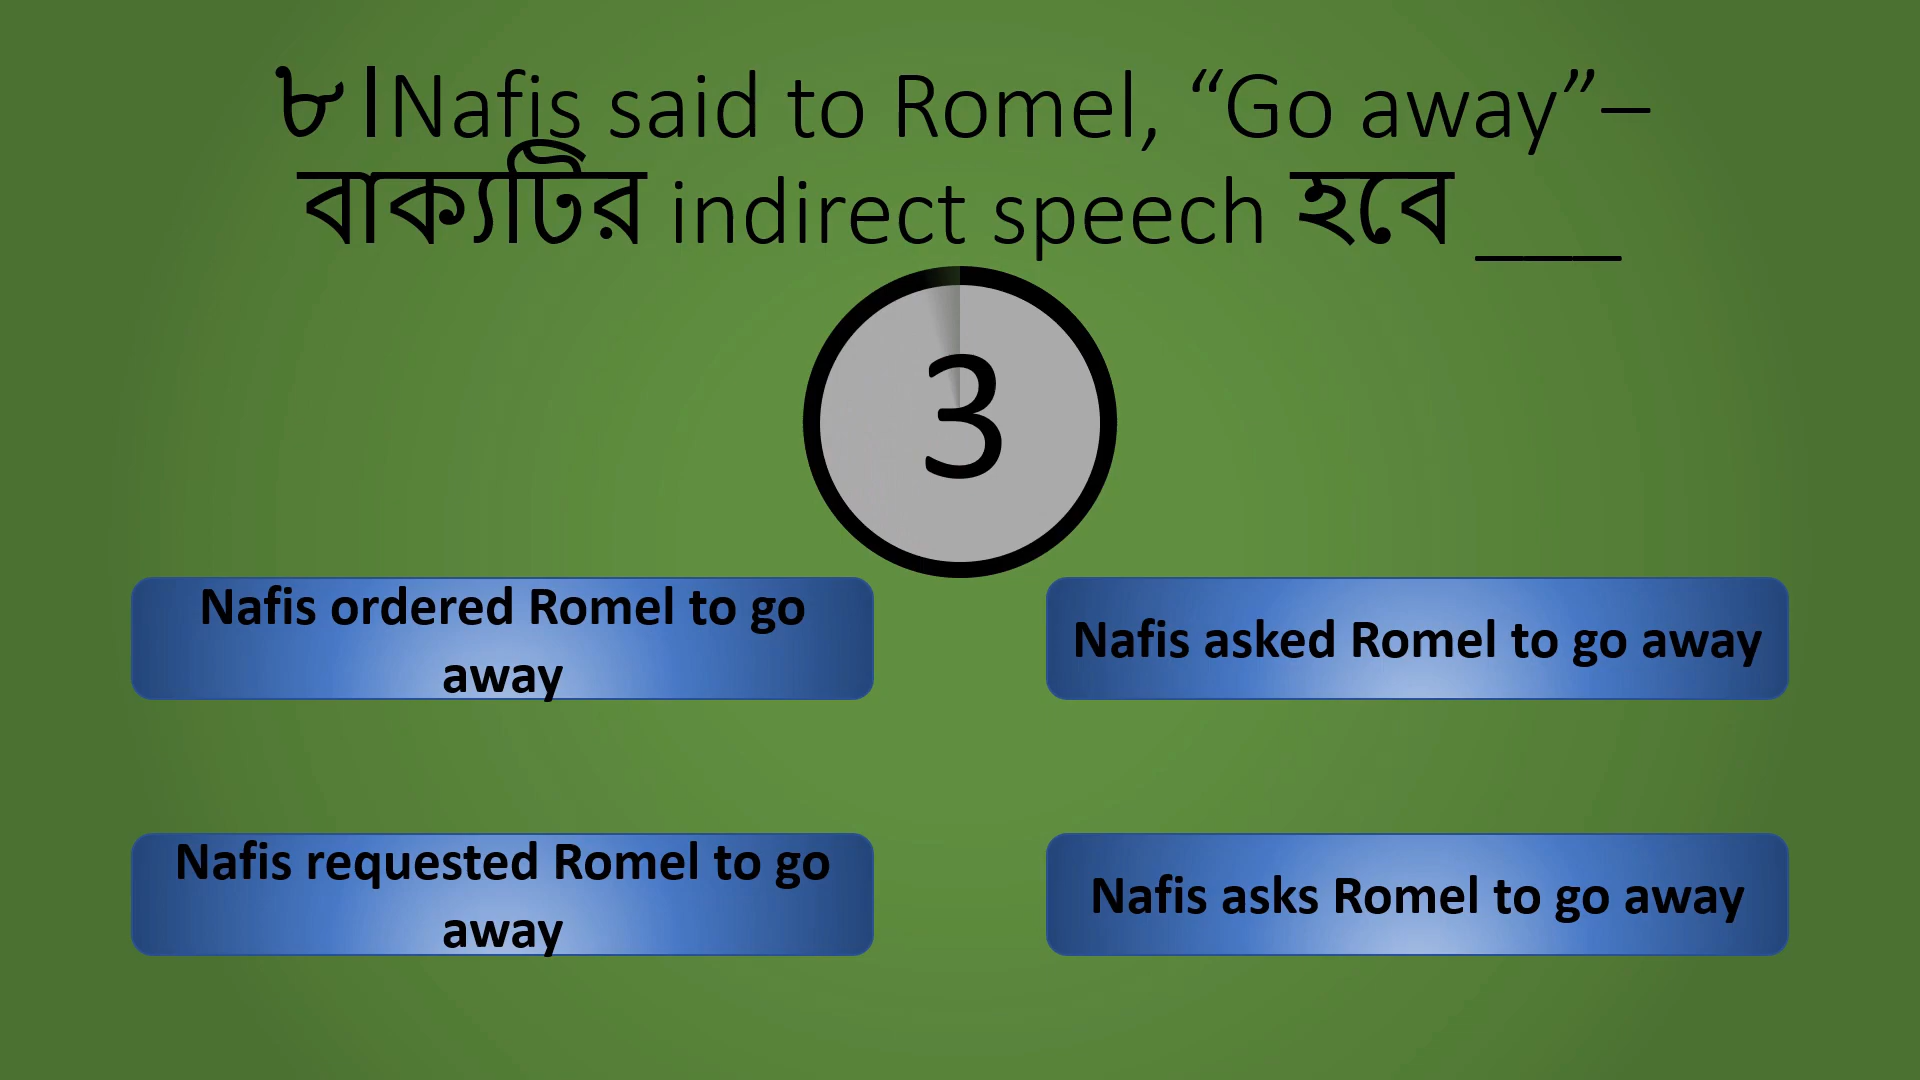 ৮।Nafis said to Romel, “Go away”–
বাক্যটির indirect speech হবে ___
3
Nafis ordered Romel to go
away
Nafis asked Romel to go away
Nafis requested Romel to go
away
Nafis asks Romel to go away